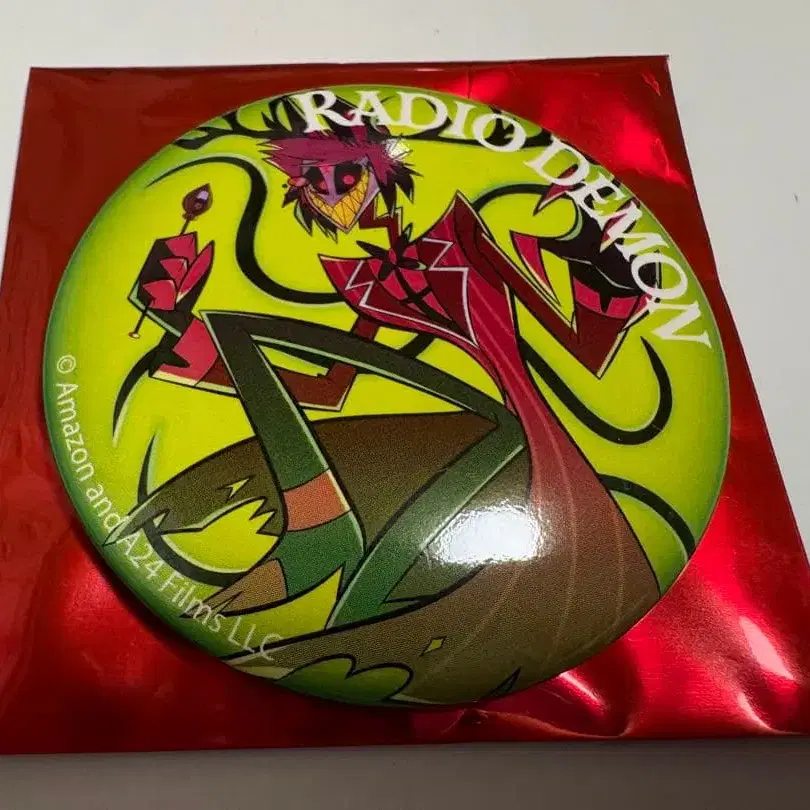 RADIO DEMON
© Amazon and A24 Films LLC